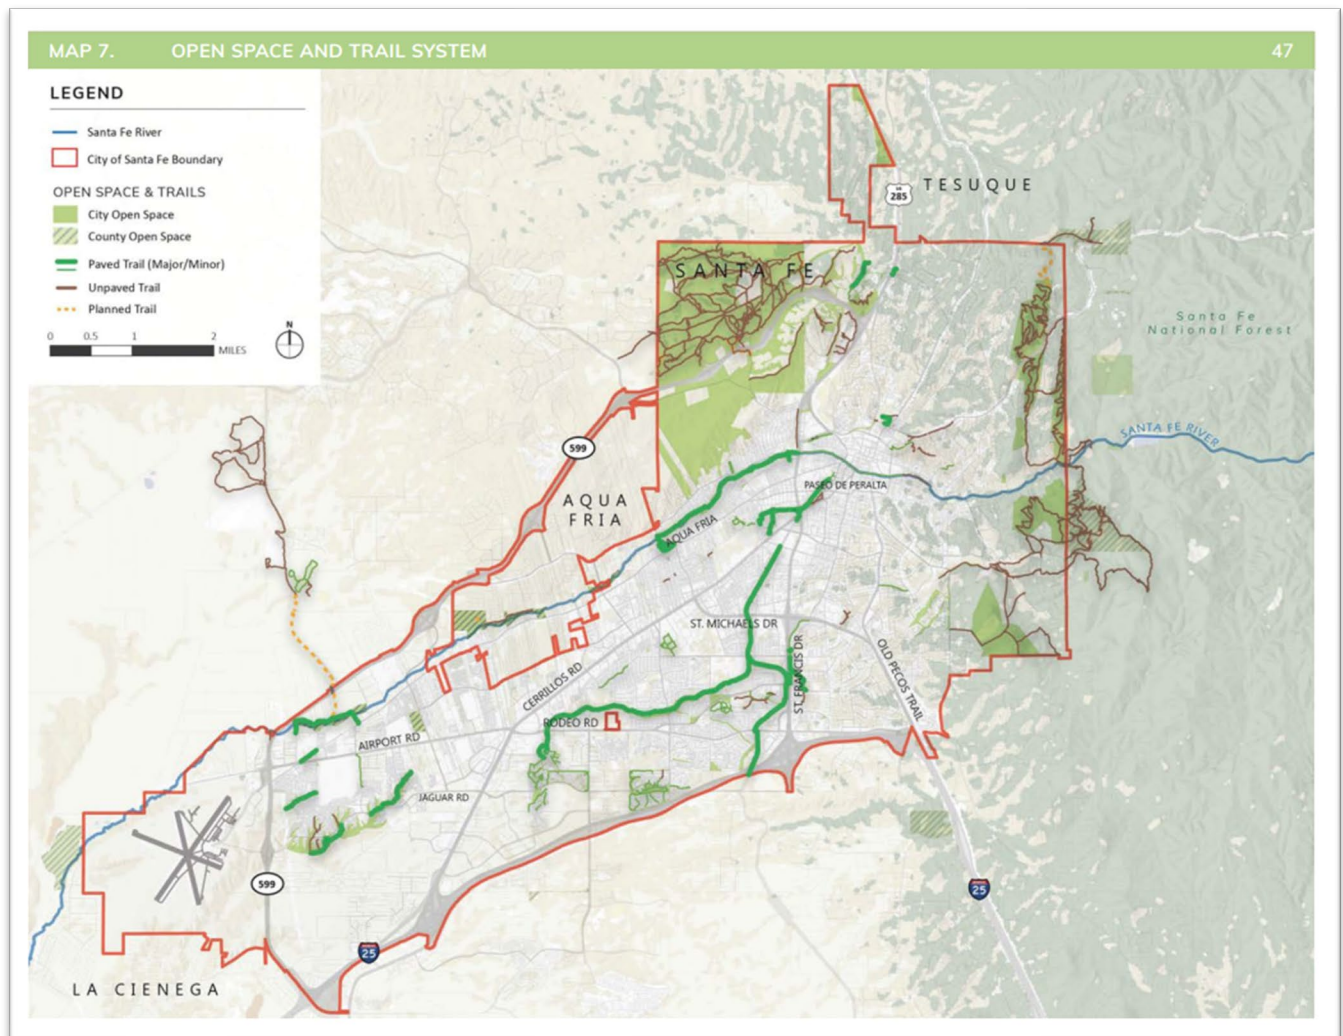 MAP 7. OPEN SPACE AND TRAIL SYSTEM 47
LEGEND
Santa Fe River
City of Santa Fe Boundary
OPEN SPACE & TRAILS
City Open Space
County Open Space
Paved Trail (Major/Minor)
Unpaved Trail
Planned Trail
0 0.5 1 2
MILES
N
TESUQUE
US
285
SANTA FE
Santa Fe
National Forest
SANTA FE RIVER
599
AQUA
FRIA
PASEO DE PERALTA
AQUA FRIA
ST. MICHAELS DR
ST. FRANCIS DR
OLD PECOS TRAIL
CERRILLOS RD
RODEO RD
AIRPORT RD
JAGUAR RD
599
25
25
LA CIENEGA